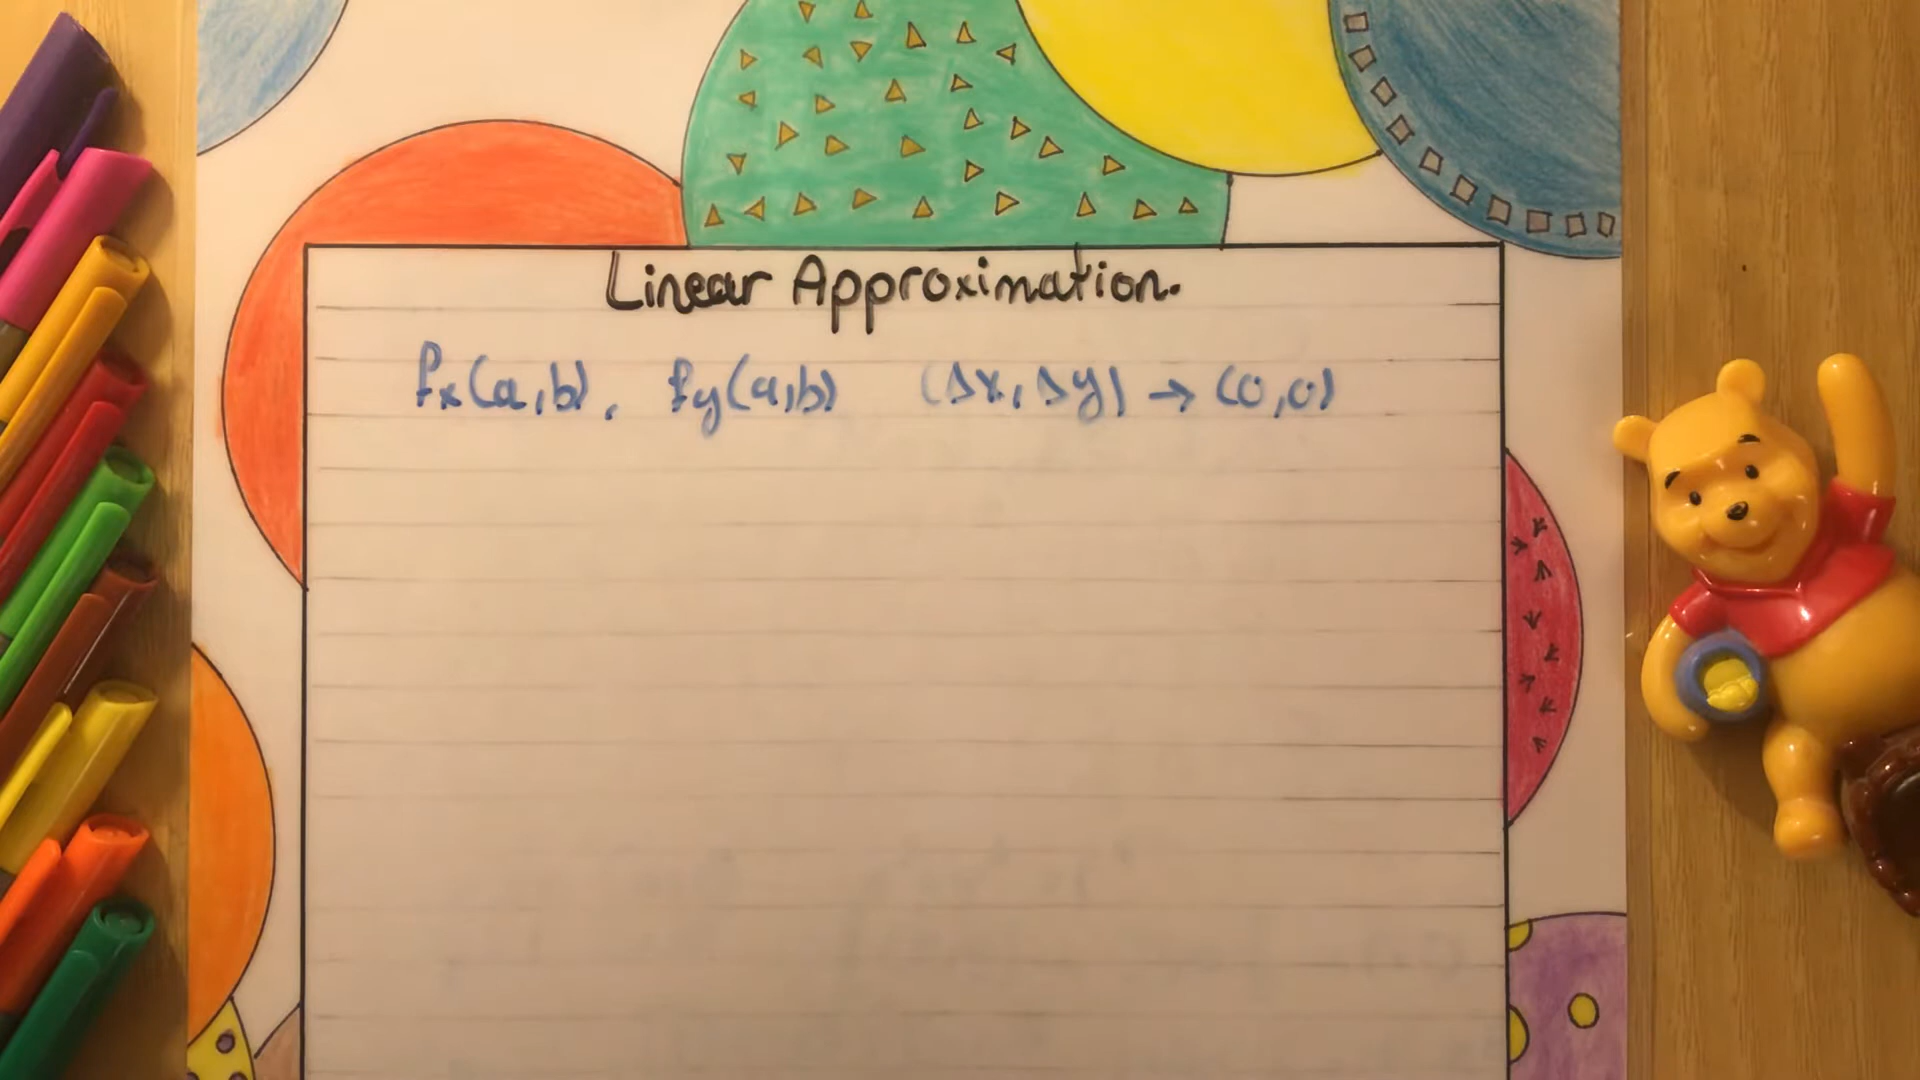 Linear Approximation.
fx(a,b), fy(a,b) (Δx, Δy) → (0,0)